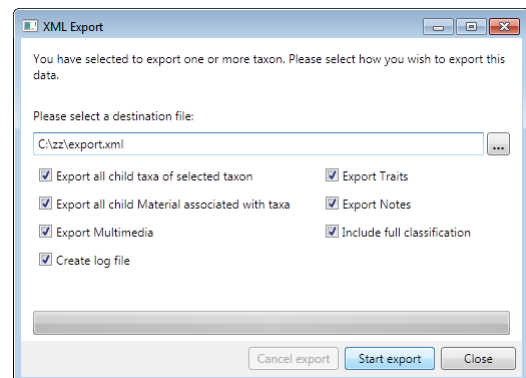 XML Export
You have selected to export one or more taxon. Please select how you wish to export this
data.
Please select a destination file:
C:\zz\export.xml
...
Export all child taxa of selected taxon
Export Traits
Export all child Material associated with taxa
Export Notes
Export Multimedia
Include full classification
Create log file
Cancel export
Start export
Close